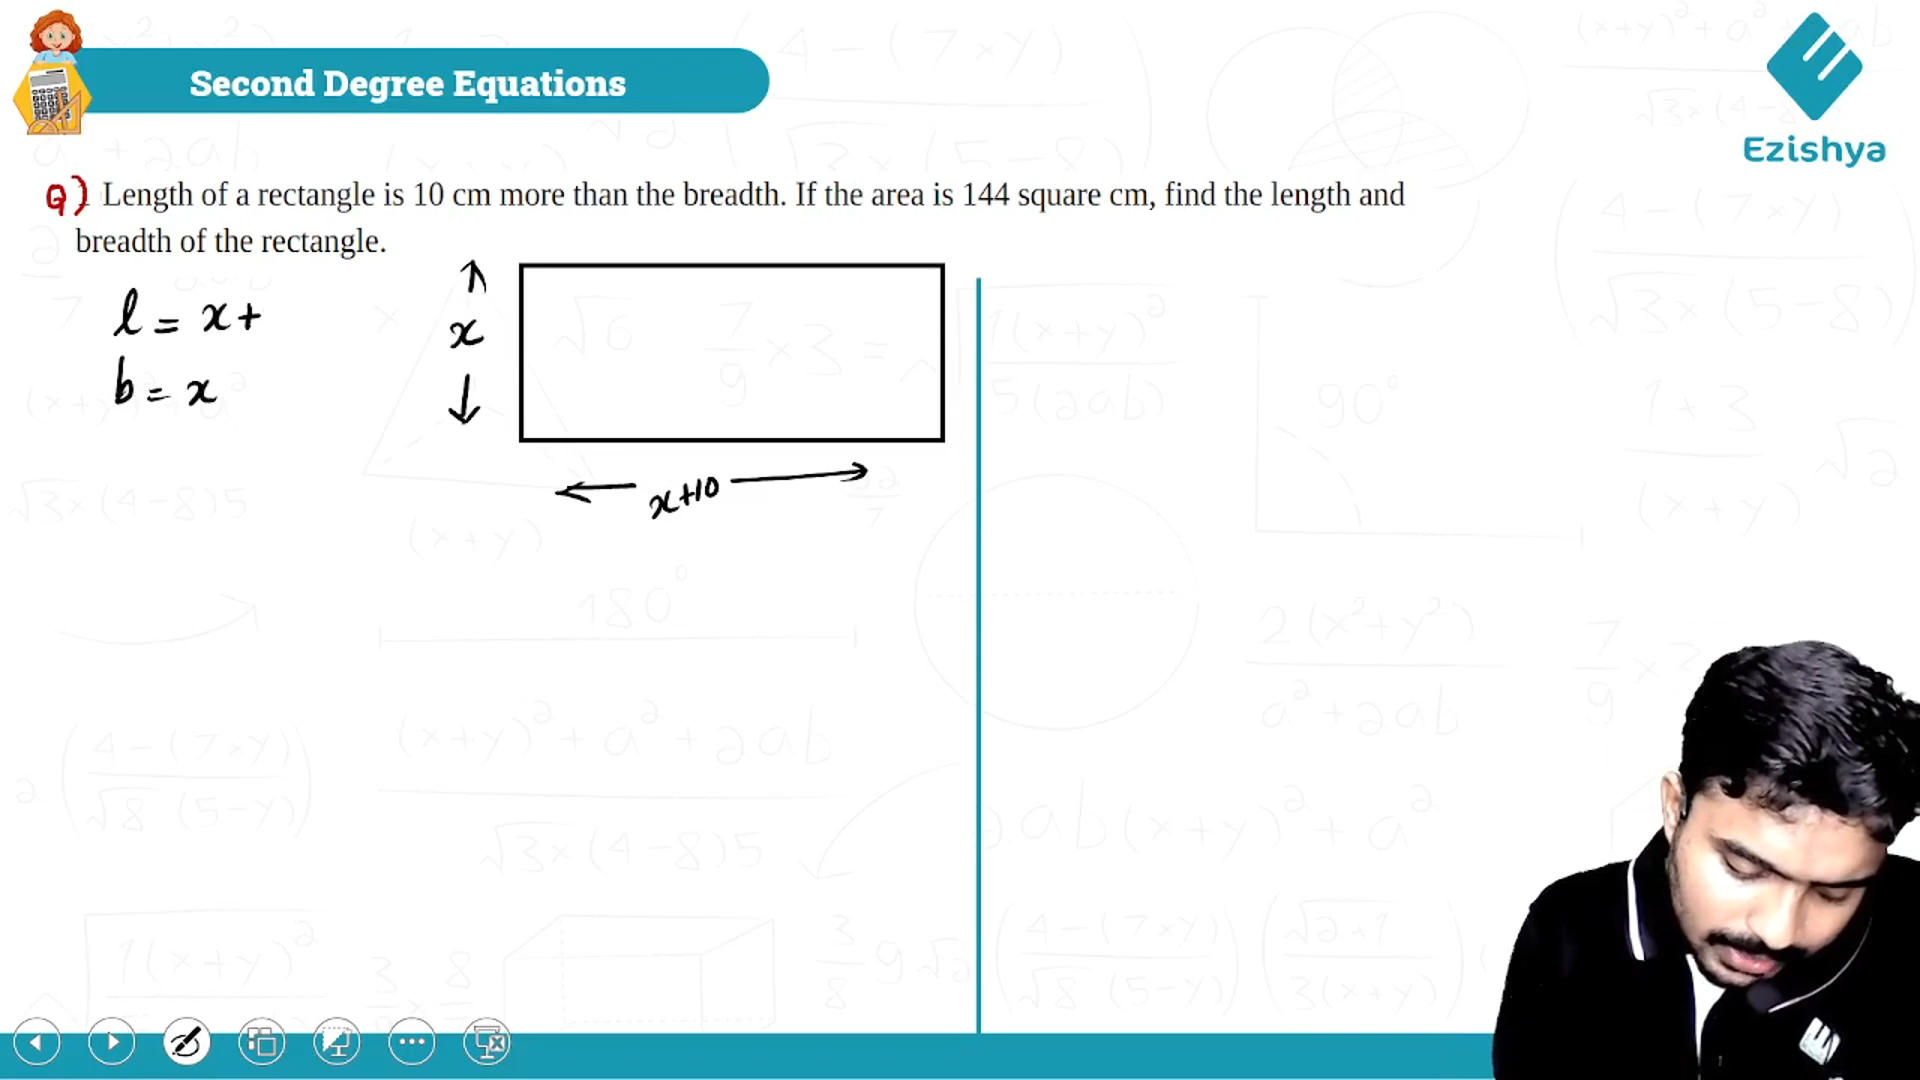 Second Degree Equations
Ezishya
Q) Length of a rectangle is 10 cm more than the breadth. If the area is 144 square cm, find the length and
breadth of the rectangle.
l = x+
b = x
x
x+10